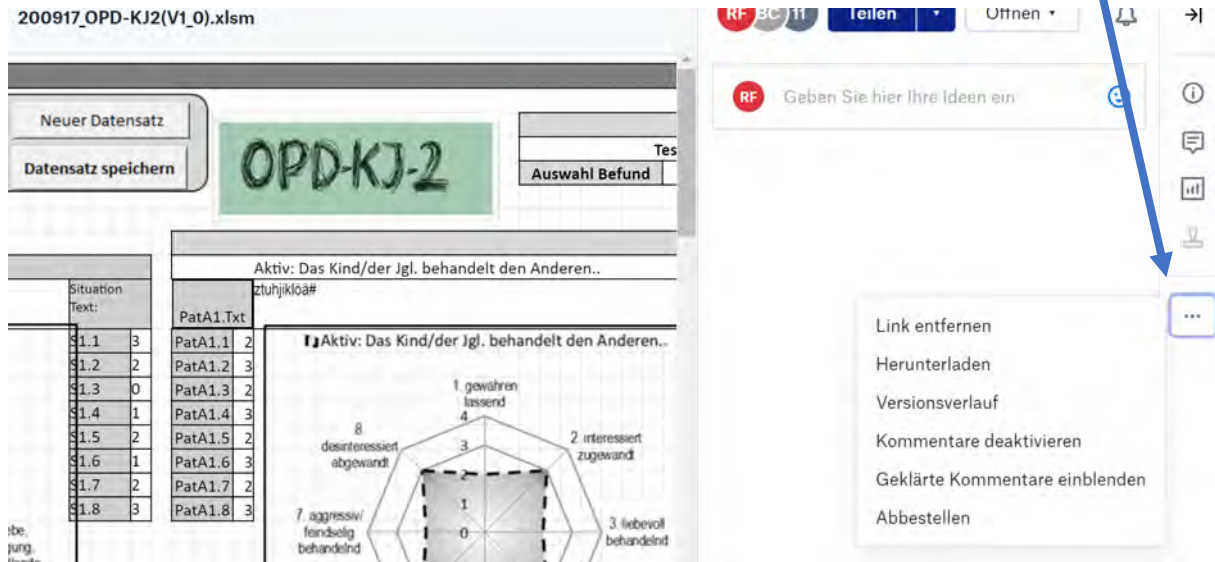 200917_OPD-KJ2(V1_0).xlsm
RF BC 11 Teilen Öffnen
Neuer Datensatz
Datensatz speichern
OPD-KJ-2
Tes
Auswahl Befund
RF Geben Sie hier Ihre Ideen ein
Aktiv: Das Kind/der Jgl. behandelt den Anderen..
Situation
Text:
ztuhjiklöä#
PatA1.Txt
S1.1 3 PatA1.1 2
S1.2 2 PatA1.2 3
S1.3 0 PatA1.3 2
S1.4 1 PatA1.4 3
S1.5 2 PatA1.5 2
S1.6 1 PatA1.6 3
S1.7 2 PatA1.7 2
S1.8 3 PatA1.8 3
Aktiv: Das Kind/der Jgl. behandelt den Anderen..
1. gewähren
lassend
2. interessiert
zugewandt
3. liebevoll
behandelnd
8.
desinteressiert
abgewandt
7. aggressiv/
feindselig
behandelnd
4
3
2
1
0
ebe,
gung,
Link entfernen
Herunterladen
Versionsverlauf
Kommentare deaktivieren
Geklärte Kommentare einblenden
Abbestellen